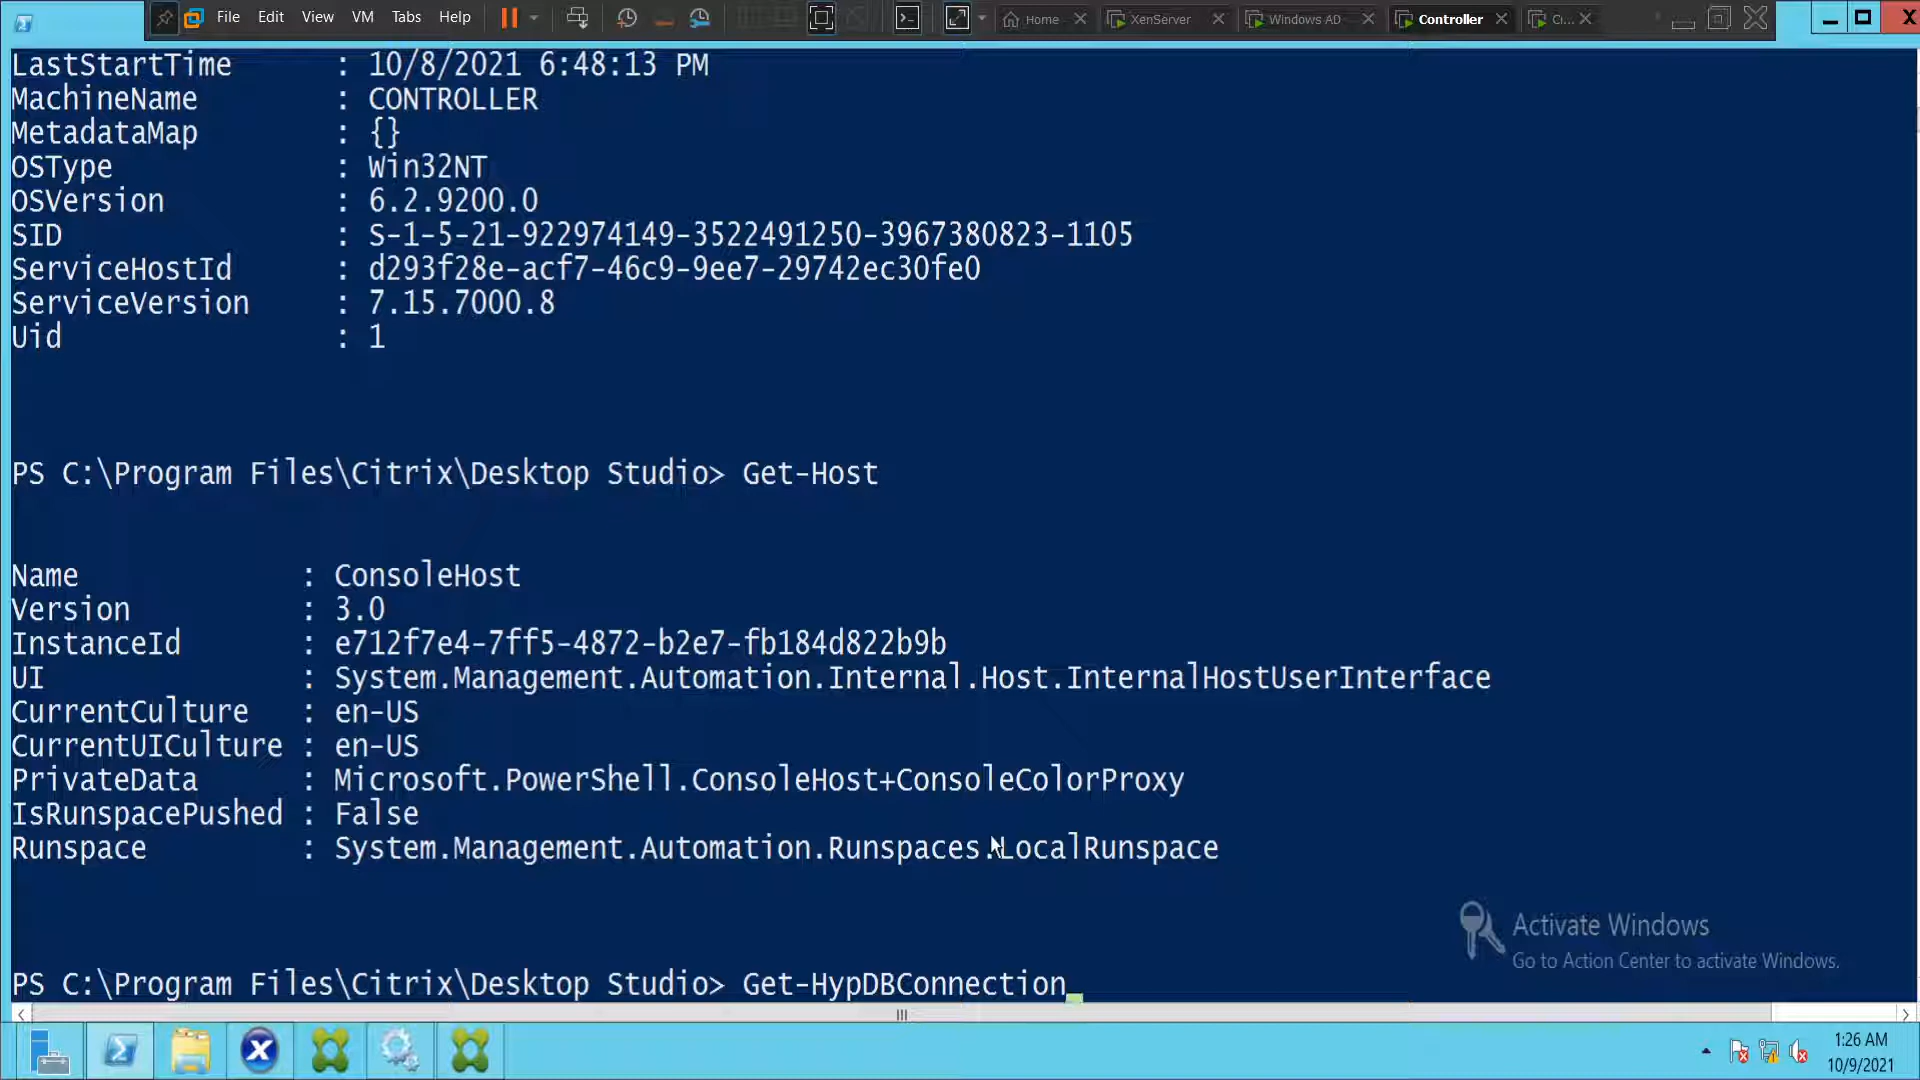 File Edit View VM Tabs Help
Home XenServer Windows AD Controller
LastStartTime : 10/8/2021 6:48:13 PM
MachineName : CONTROLLER
MetadataMap : {}
OSType : Win32NT
OSVersion : 6.2.9200.0
SID : S-1-5-21-922974149-3522491250-3967380823-1105
ServiceHostId : d293f28e-acf7-46c9-9ee7-29742ec30fe0
ServiceVersion : 7.15.7000.8
Uid : 1
PS C:\Program Files\Citrix\Desktop Studio> Get-Host
Name : ConsoleHost
Version : 3.0
InstanceId : e712f7e4-7ff5-4872-b2e7-fb184d822b9b
UI : System.Management.Automation.Internal.Host.InternalHostUserInterface
CurrentCulture : en-US
CurrentUICulture : en-US
PrivateData : Microsoft.PowerShell.ConsoleHost+ConsoleColorProxy
IsRunspacePushed : False
Runspace : System.Management.Automation.Runspaces.LocalRunspace
Activate Windows
Go to Action Center to activate Windows.
PS C:\Program Files\Citrix\Desktop Studio> Get-HypDBConnection
1:26 AM
10/9/2021